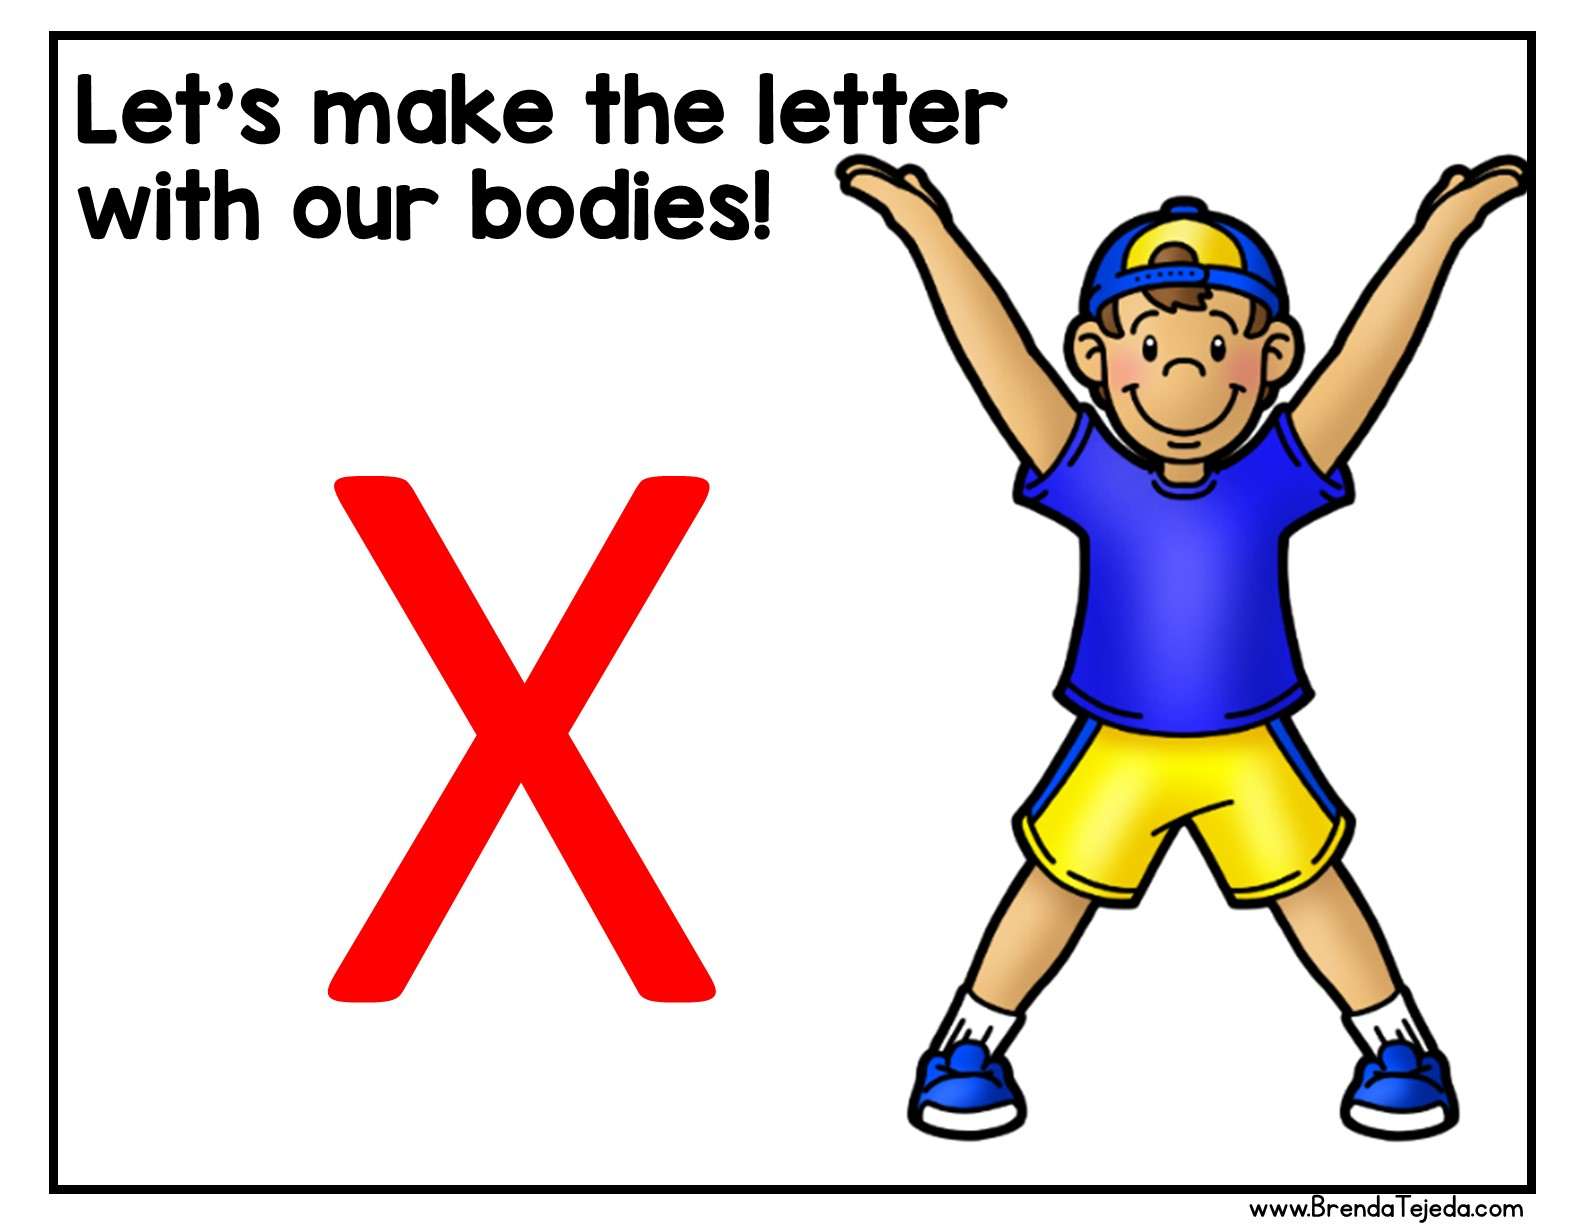 Let's make the letter
with our bodies!
X
www.BrendaTejeda.com